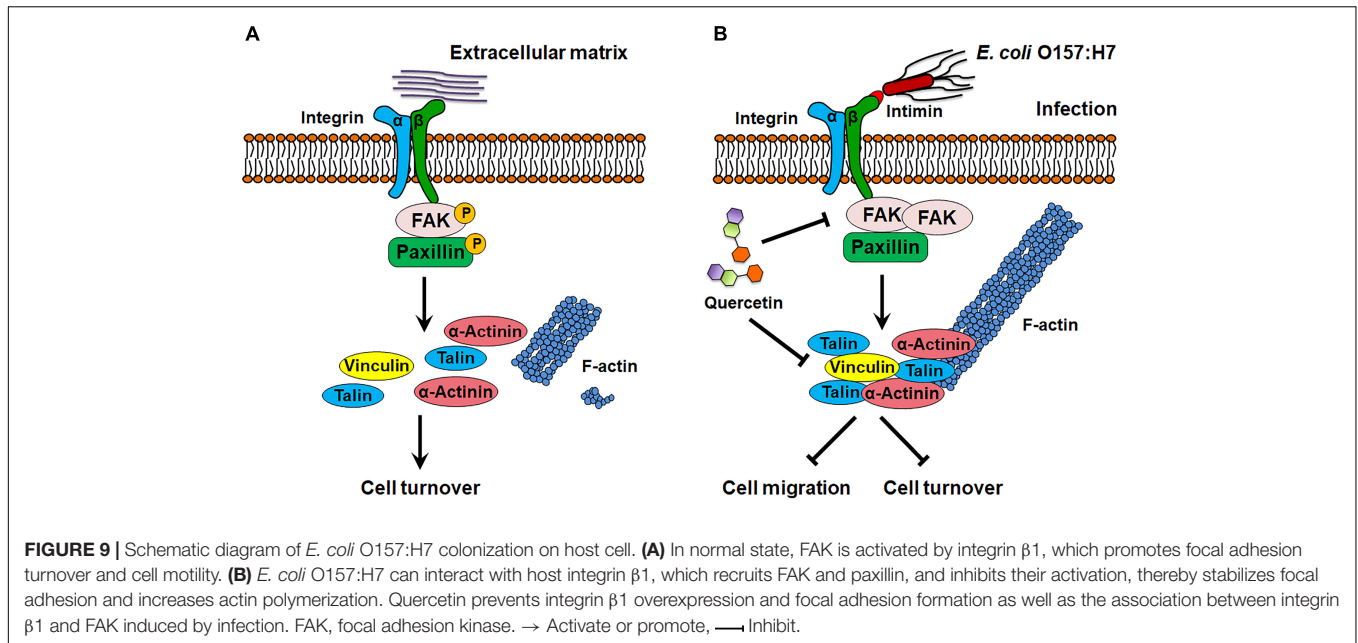 A
Extracellular matrix
Integrin
α
β
FAK
P
Paxillin
P
α-Actinin
Vinculin
Talin
Talin
α-Actinin
F-actin
Cell turnover
B
E. coli O157:H7
Intimin
Infection
Integrin
α
β
FAK
FAK
Paxillin
Quercetin
F-actin
Talin
α-Actinin
Vinculin
Talin
Talin
α-Actinin
Cell migration
Cell turnover
FIGURE 9 | Schematic diagram of E. coli O157:H7 colonization on host cell. (A) In normal state, FAK is activated by integrin β1, which promotes focal adhesion
turnover and cell motility. (B) E. coli O157:H7 can interact with host integrin β1, which recruits FAK and paxillin, and inhibits their activation, thereby stabilizes focal
adhesion and increases actin polymerization. Quercetin prevents integrin β1 overexpression and focal adhesion formation as well as the association between integrin
β1 and FAK induced by infection. FAK, focal adhesion kinase. → Activate or promote, ⟞ Inhibit.